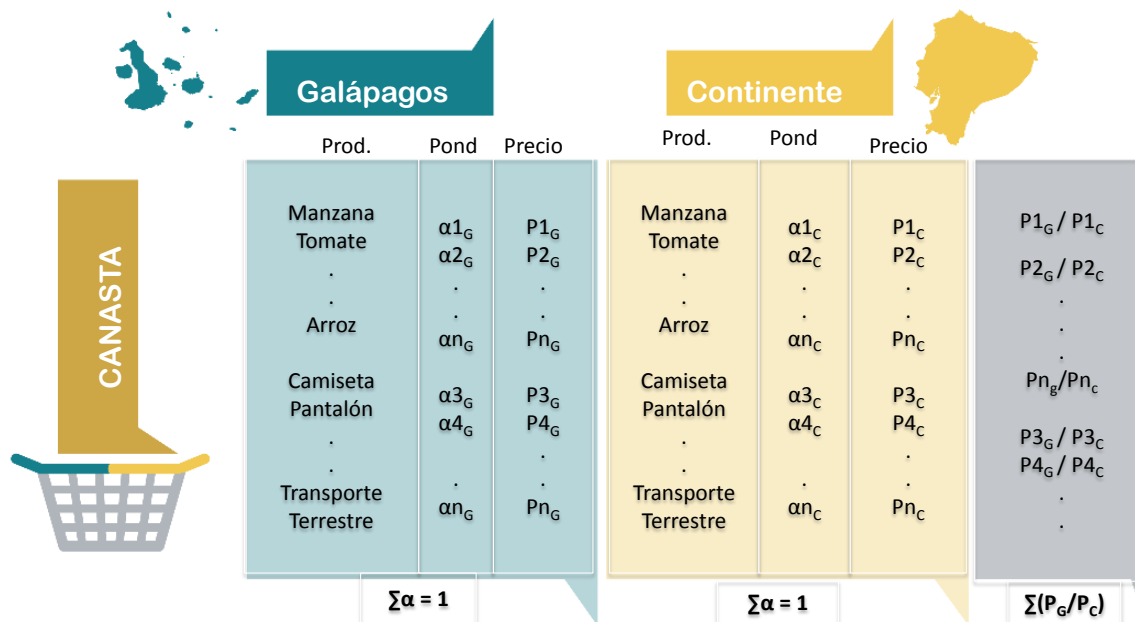 Galápagos
Continente
Prod. Pond Precio
Prod. Pond Precio
CANASTA
Manzana α1G P1G Manzana α1C P1C P1G / P1C
Tomate α2G P2G Tomate α2C P2C P2G / P2C
. . . . . . .
. . . . . . .
Arroz αnG PnG Arroz αnC PnC .
Png/Pnc
Camiseta α3G P3G Camiseta α3C P3C P3G / P3C
Pantalón α4G P4G Pantalón α4C P4C P4G / P4C
. . . . . . .
. . . . . . .
Transporte αnG PnG Transporte αnC PnC
Terrestre Terrestre
∑α = 1 ∑α = 1 ∑(PG/PC)